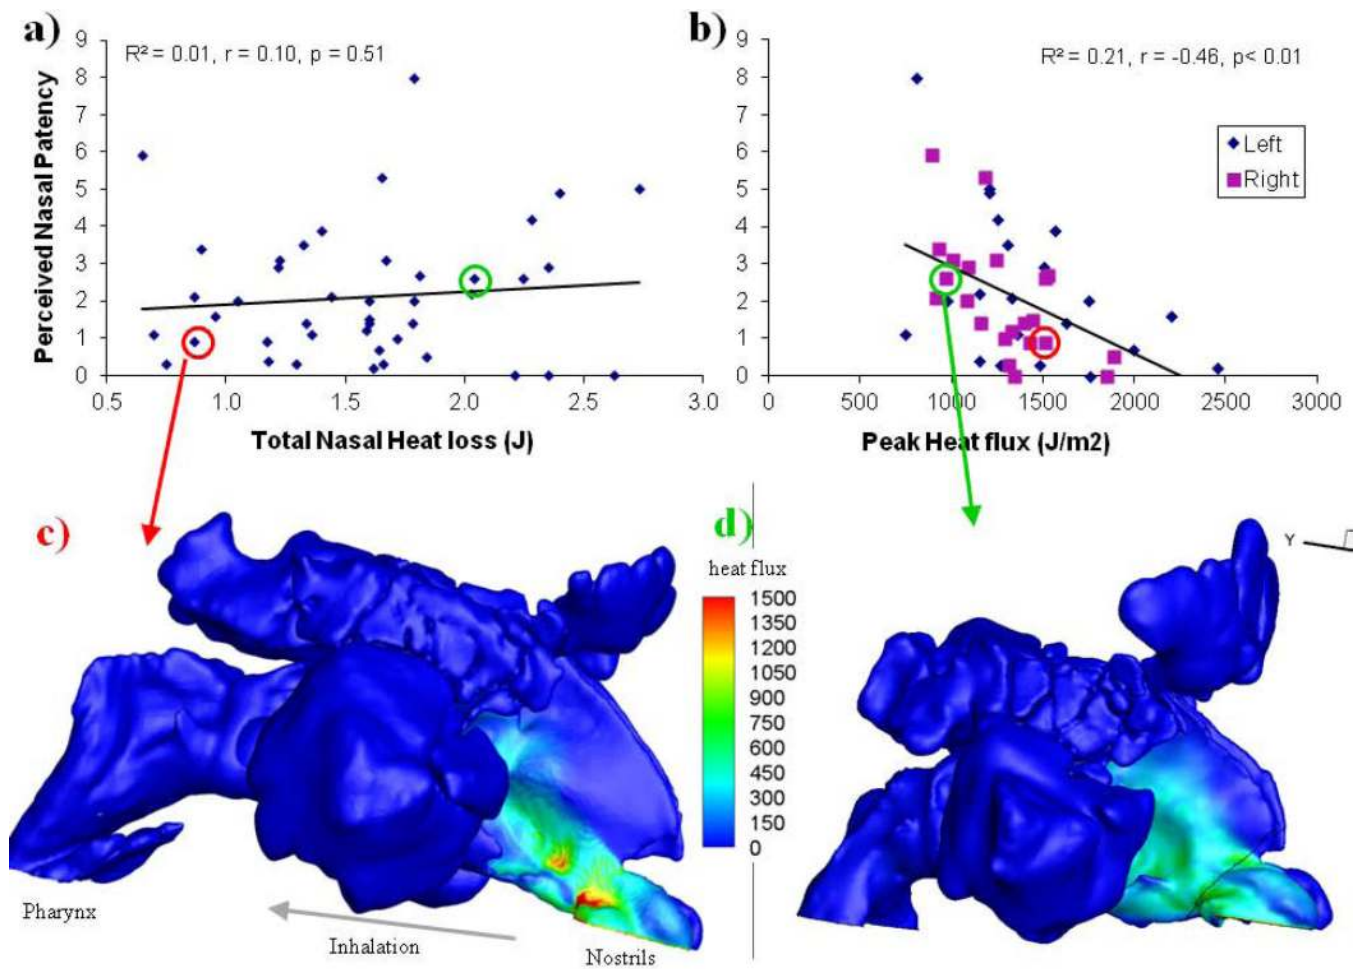 a)
R² = 0.01, r = 0.10, p = 0.51
Perceived Nasal Patency
9
8
7
6
5
4
3
2
1
0
0.5 1.0 1.5 2.0 2.5 3.0
Total Nasal Heat loss (J)
b)
R² = 0.21, r = -0.46, p< 0.01
9
8
7
6
5
4
3
2
1
0
Left
Right
0 500 1000 1500 2000 2500 3000
Peak Heat flux (J/m2)
c)
Pharynx
Inhalation
Nostrils
d)
heat flux
1500
1350
1200
1050
900
750
600
450
300
150
0
Y